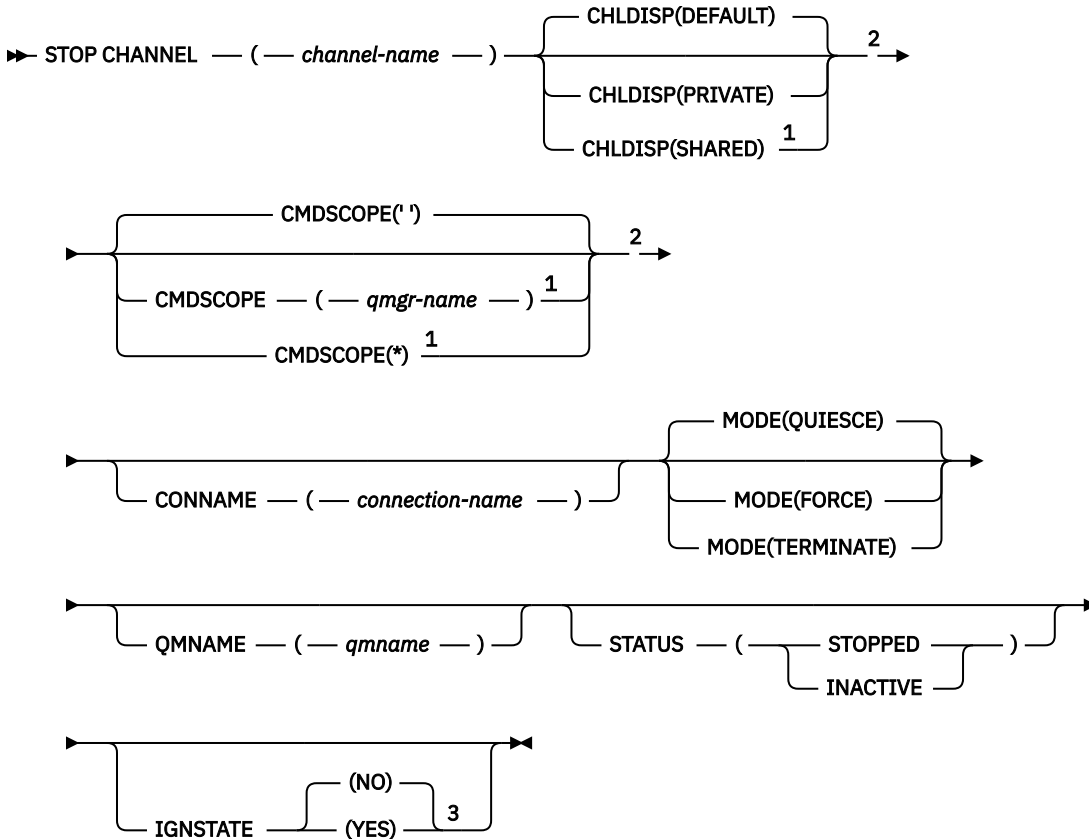 CHLDISP(DEFAULT)
STOP CHANNEL ( channel-name ) 2
CHLDISP(PRIVATE)
CHLDISP(SHARED) 1
CMDSCOPE(' ')
2
CMDSCOPE ( qmgr-name ) 1
CMDSCOPE(*) 1
MODE(QUIESCE)
CONNAME ( connection-name ) MODE(FORCE)
MODE(TERMINATE)
QMNAME ( qmname ) STATUS ( STOPPED )
INACTIVE
(NO)
IGNSTATE (YES) 3